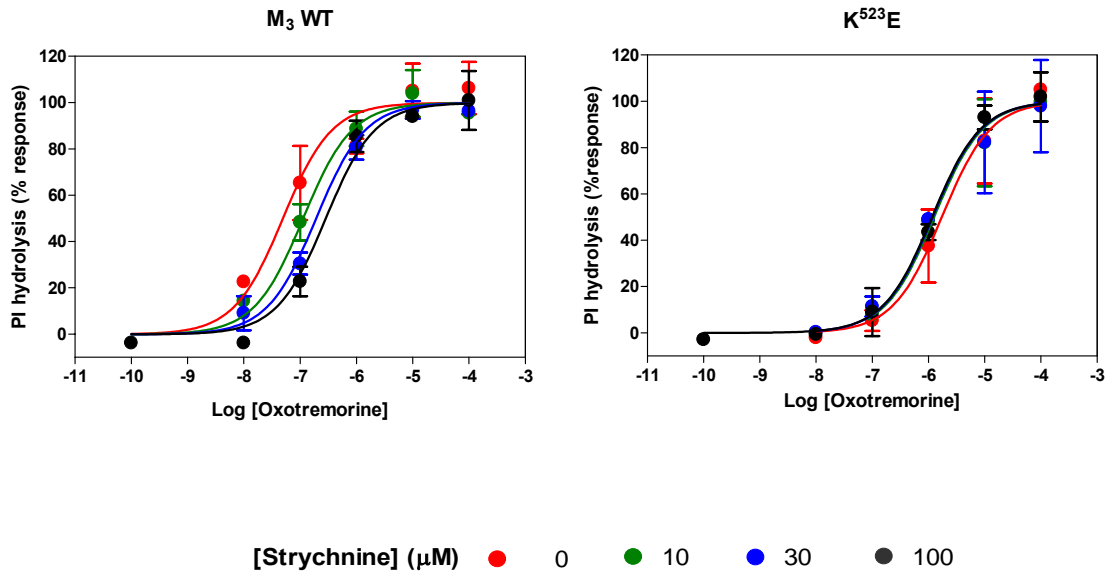 M₃ WT
K⁵²³E
PI hydrolysis (% response)
120
100
80
60
40
20
0
-11 -10 -9 -8 -7 -6 -5 -4 -3
Log [Oxotremorine]
PI hydrolysis (%response)
120
100
80
60
40
20
0
-11 -10 -9 -8 -7 -6 -5 -4 -3
Log [Oxotremorine]
[Strychnine] (μM) 0 10 30 100